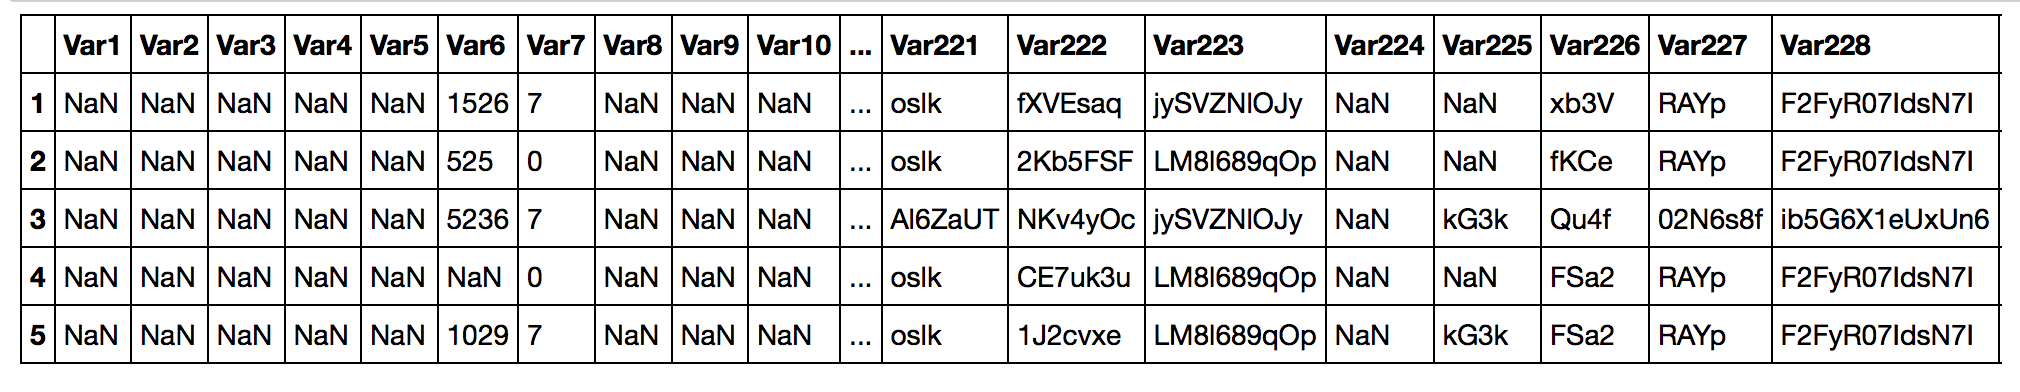 Var1 Var2 Var3 Var4 Var5 Var6 Var7 Var8 Var9 Var10 ... Var221 Var222 Var223 Var224 Var225 Var226 Var227 Var228
1 NaN NaN NaN NaN NaN 1526 7 NaN NaN NaN ... oslk fXVEsaq jySVZNlOJy NaN NaN xb3V RAYp F2FyR07IdsN7I
2 NaN NaN NaN NaN NaN 525 0 NaN NaN NaN ... oslk 2Kb5FSF LM8l689qOp NaN NaN fKCe RAYp F2FyR07IdsN7I
3 NaN NaN NaN NaN NaN 5236 7 NaN NaN NaN ... Al6ZaUT NKv4yOc jySVZNlOJy NaN kG3k Qu4f 02N6s8f ib5G6X1eUxUn6
4 NaN NaN NaN NaN NaN NaN 0 NaN NaN NaN ... oslk CE7uk3u LM8l689qOp NaN NaN FSa2 RAYp F2FyR07IdsN7I
5 NaN NaN NaN NaN NaN 1029 7 NaN NaN NaN ... oslk 1J2cvxe LM8l689qOp NaN kG3k FSa2 RAYp F2FyR07IdsN7I